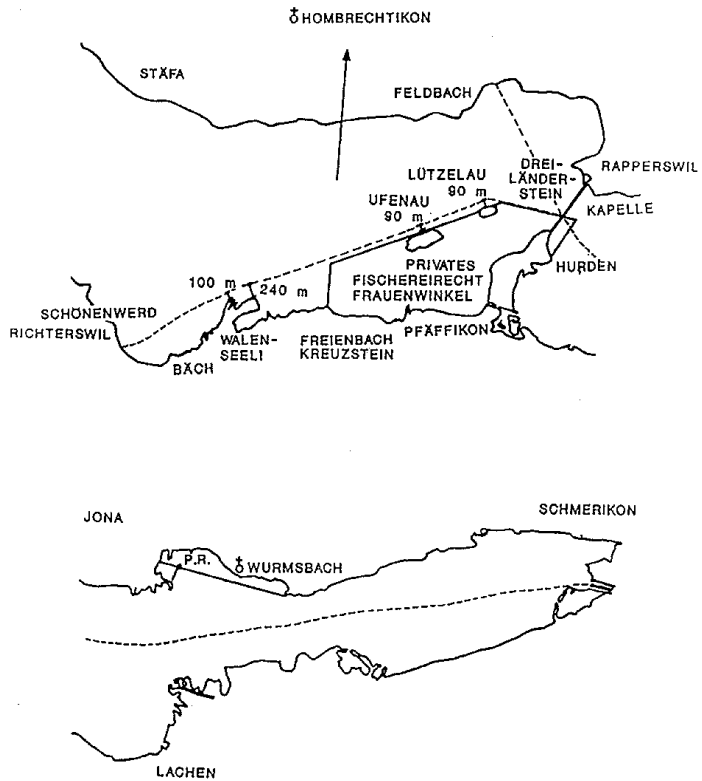 HOMBRECHTIKON
STÄFA
FELDBACH
DREI-
LÄNDER-
STEIN
RAPPERSWIL
LÜTZELAU
90 m
KAPELLE
UFENAU
90 m
HURDEN
PRIVATES
FISCHEREIRECHT
FRAUENWINKEL
100 m
240 m
SCHÖNENWERD
RICHTERSWIL
WALEN-
SEELI
FREIENBACH
KREUZSTEIN
PFÄFFIKON
BÄCH
JONA
SCHMERIKON
P.R.
WURMSBACH
LACHEN